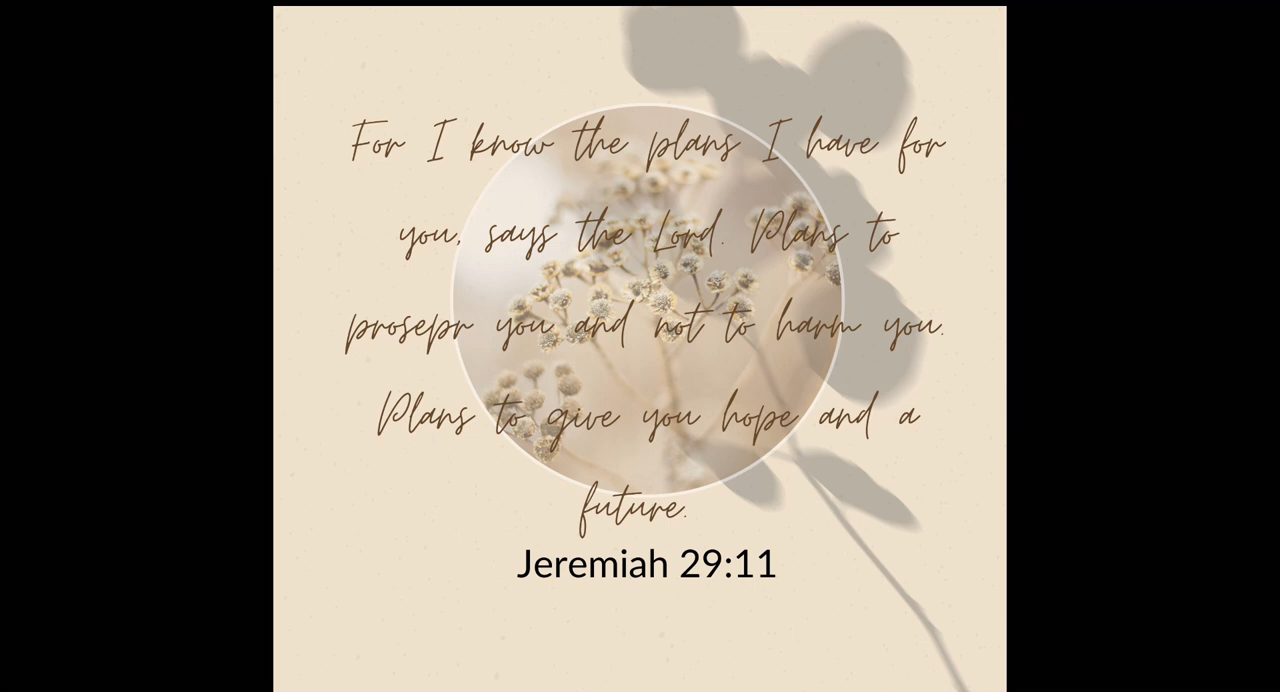 For I know the plans I have for
you, says the Lord. Plans to
prosepr you and not to harm you.
Plans to give you hope and a
future.
Jeremiah 29:11